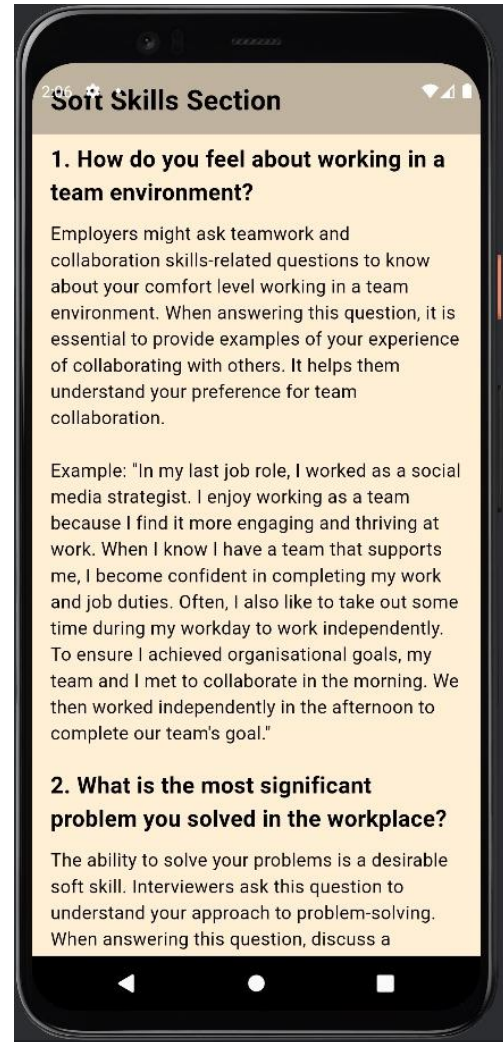 2:06
Soft Skills Section
1. How do you feel about working in a
team environment?
Employers might ask teamwork and
collaboration skills-related questions to know
about your comfort level working in a team
environment. When answering this question, it is
essential to provide examples of your experience
of collaborating with others. It helps them
understand your preference for team
collaboration.
Example: "In my last job role, I worked as a social
media strategist. I enjoy working as a team
because I find it more engaging and thriving at
work. When I know I have a team that supports
me, I become confident in completing my work
and job duties. Often, I also like to take out some
time during my workday to work independently.
To ensure I achieved organisational goals, my
team and I met to collaborate in the morning. We
then worked independently in the afternoon to
complete our team's goal."
2. What is the most significant
problem you solved in the workplace?
The ability to solve your problems is a desirable
soft skill. Interviewers ask this question to
understand your approach to problem-solving.
When answering this question, discuss a